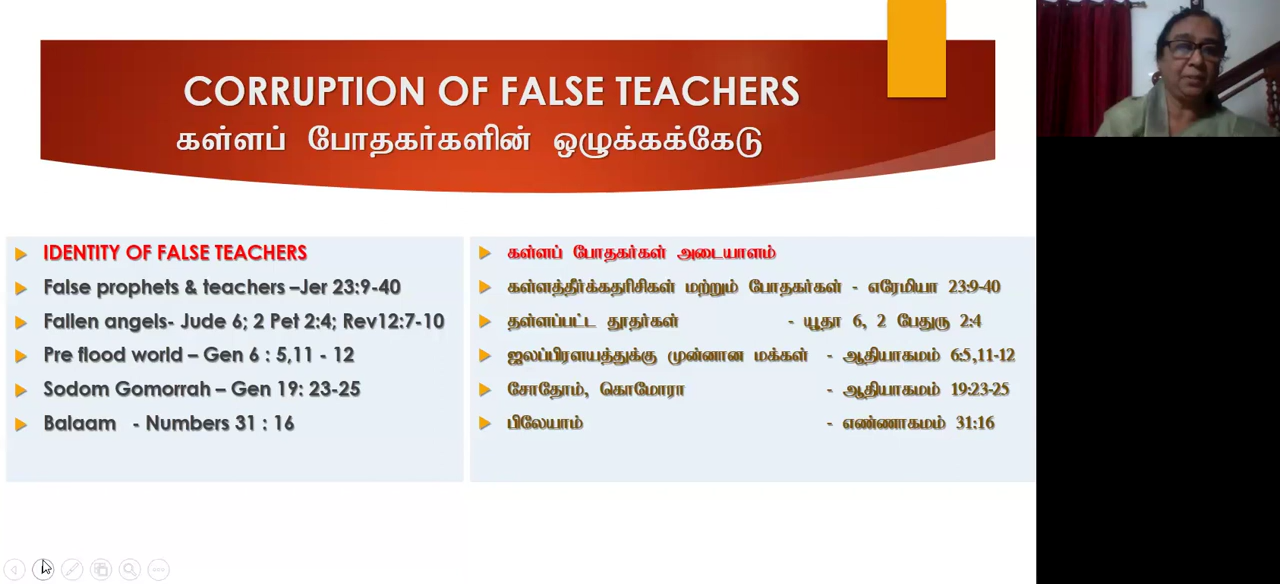 CORRUPTION OF FALSE TEACHERS
கள்ளப் போதகர்களின் ஒழுக்கக்கேடு
IDENTITY OF FALSE TEACHERS
False prophets & teachers –Jer 23:9-40
Fallen angels- Jude 6; 2 Pet 2:4; Rev12:7-10
Pre flood world – Gen 6 : 5,11 - 12
Sodom Gomorrah – Gen 19: 23-25
Balaam - Numbers 31 : 16
கள்ளப் போதகர்கள் அடையாளம்
கள்ளத்தீர்க்கதரிசிகள் மற்றும் போதகர்கள் - எரேமியா 23:9-40
தள்ளப்பட்ட தூதர்கள் - யூதா 6, 2 பேதுரு 2:4
ஜலப்பிரளயத்துக்கு முன்னான மக்கள் - ஆதியாகமம் 6:5,11-12
சோதோம், கொமோரா - ஆதியாகமம் 19:23-25
பிலேயாம் - எண்ணாகமம் 31:16